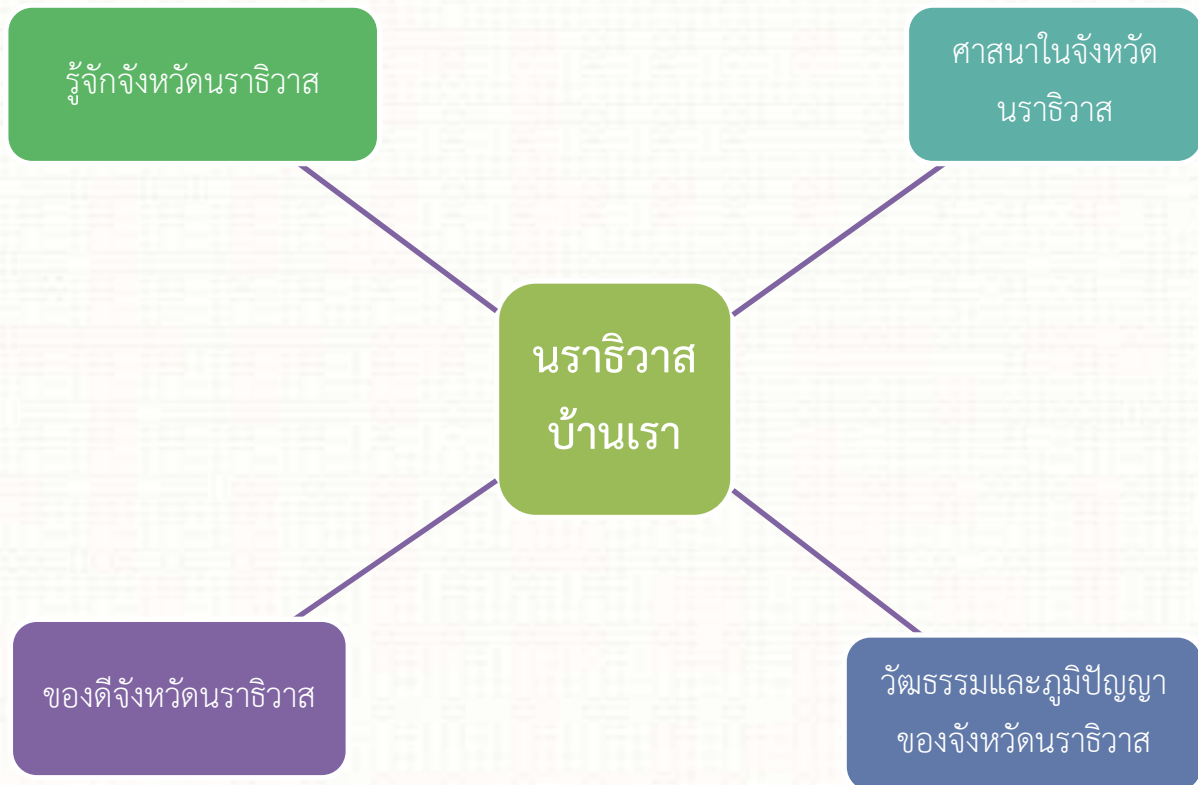 รู้จักจังหวัดนราธิวาส
ศาสนาในจังหวัด
นราธิวาส
นราธิวาส
บ้านเรา
ของดีจังหวัดนราธิวาส
วัฒธรรมและภูมิปัญญา
ของจังหวัดนราธิวาส